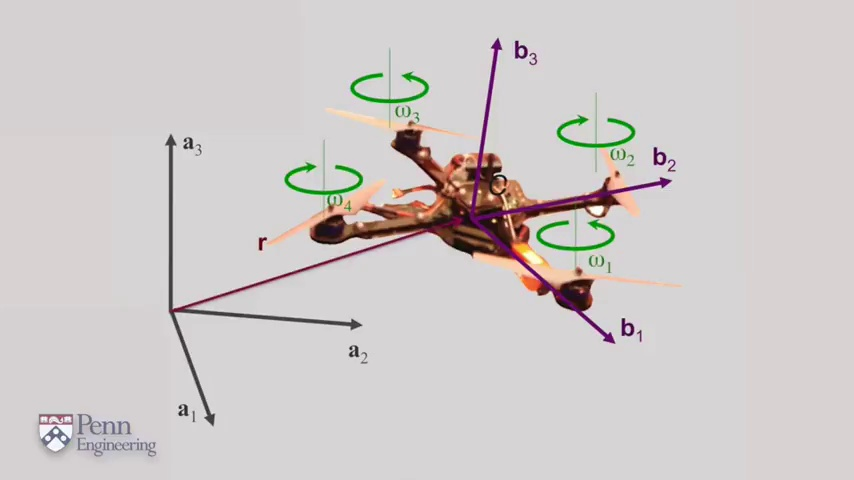 b3
ω3
a3
ω2
b2
ω4
r
ω1
b1
a2
a1
Penn
Engineering